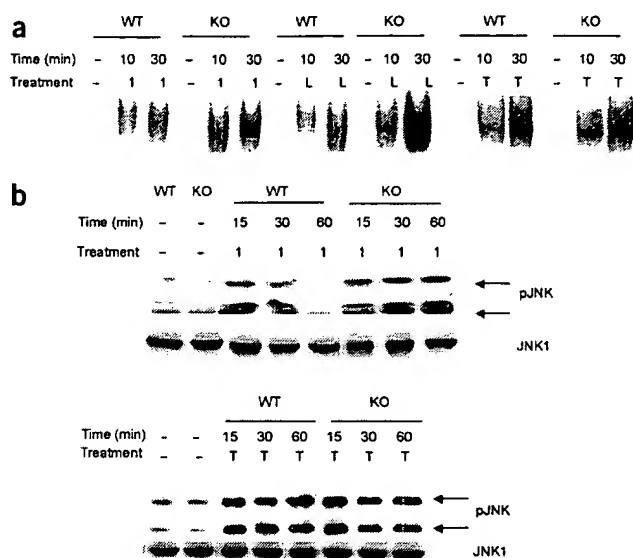 a
WT KO WT KO WT KO
Time (min) - 10 30 - 10 30 - 10 30 - 10 30 - 10 30 - 10 30
Treatment - 1 1 - 1 1 - L L - L L - T T - T T
b
WT KO WT KO
Time (min) - - 15 30 60 15 30 60
Treatment - - 1 1 1 1 1 1
pJNK
JNK1
WT KO
Time (min) - - 15 30 60 15 30 60
Treatment - - T T T T T T
pJNK
JNK1